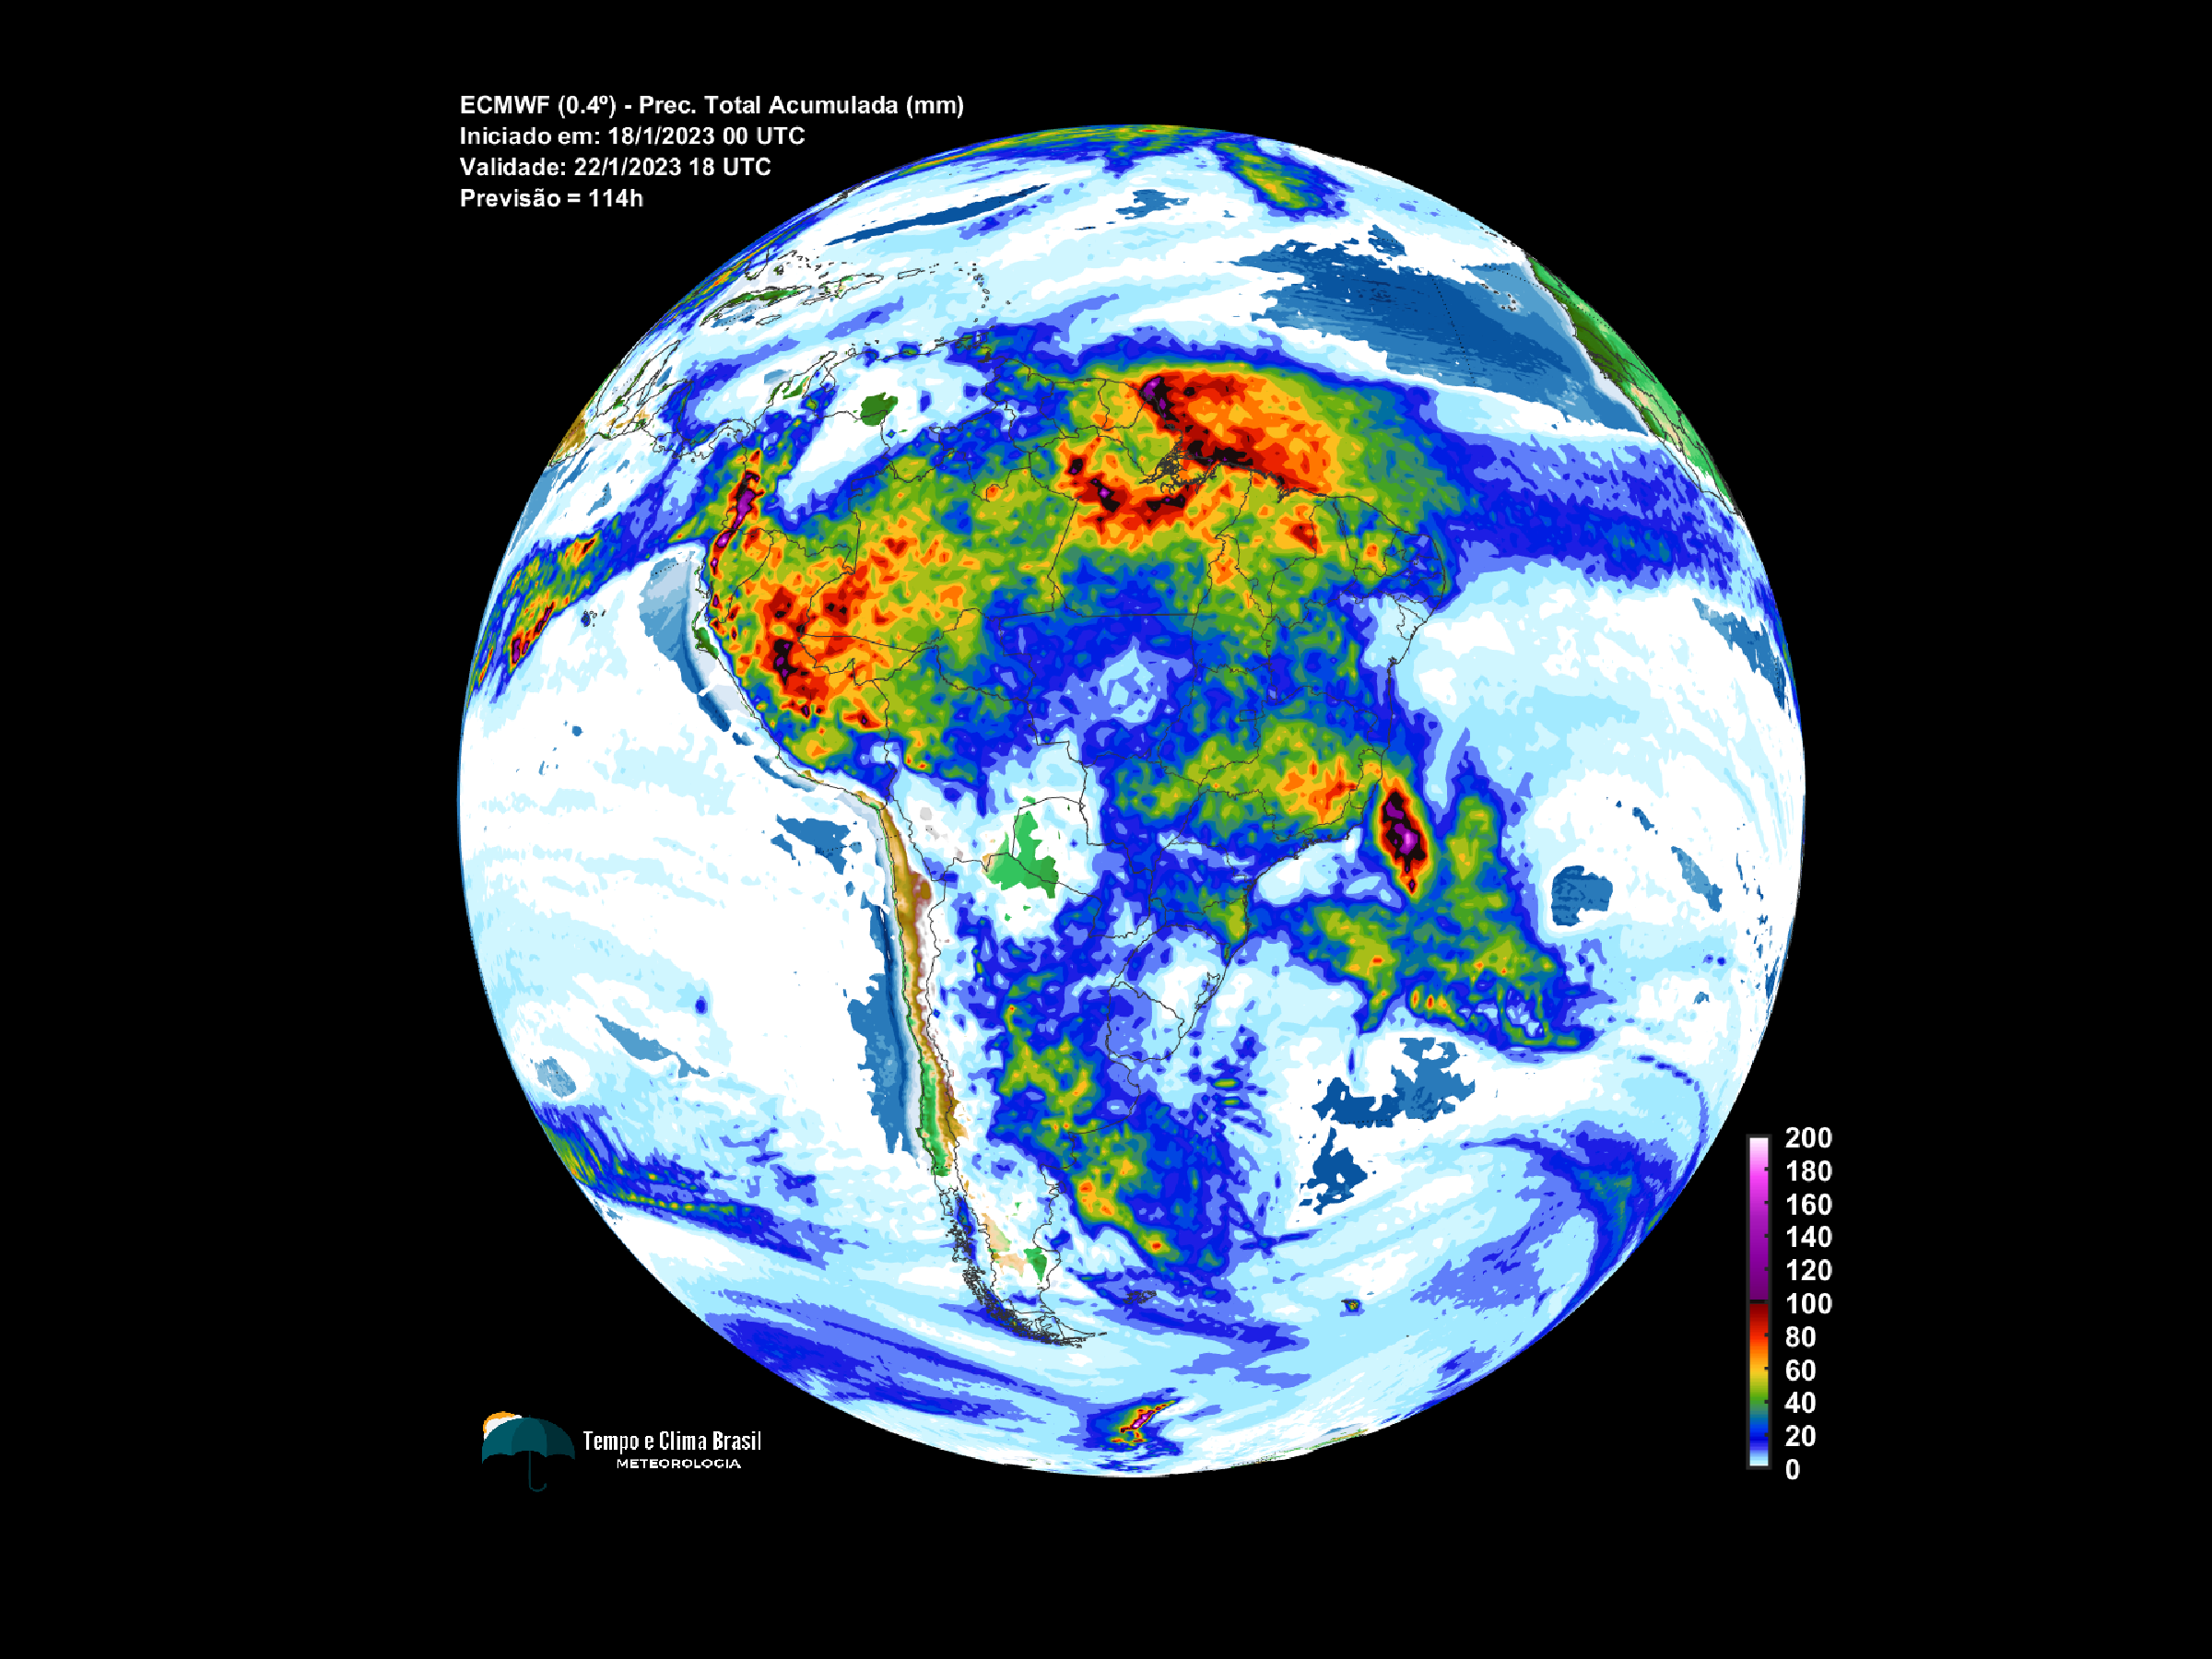 ECMWF (0.4º) - Prec. Total Acumulada (mm)
Iniciado em: 18/1/2023 00 UTC
Validade: 22/1/2023 18 UTC
Previsão = 114h
200
180
160
140
120
100
80
60
40
20
0
Tempo e Clima Brasil
METEOROLOGIA